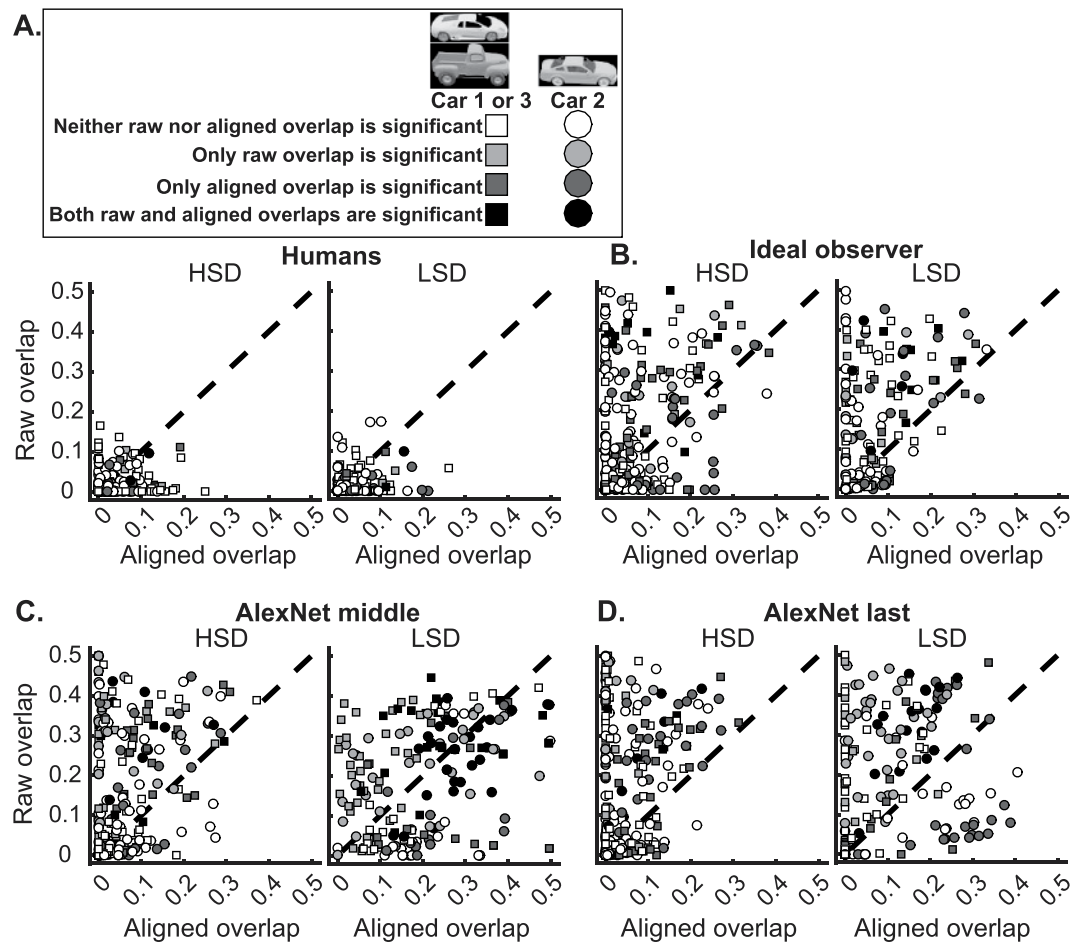 A.
Car 1 or 3 Car 2
Neither raw nor aligned overlap is significant
Only raw overlap is significant
Only aligned overlap is significant
Both raw and aligned overlaps are significant
Humans
HSD LSD
0.5
0.4
0.3
0.2
0.1
0
Raw overlap
0 0.1 0.2 0.3 0.4 0.5
0 0.1 0.2 0.3 0.4 0.5
Aligned overlap Aligned overlap
B. Ideal observer
HSD LSD
0 0.1 0.2 0.3 0.4 0.5
0 0.1 0.2 0.3 0.4 0.5
Aligned overlap Aligned overlap
C. AlexNet middle
HSD LSD
0.5
0.4
0.3
0.2
0.1
0
Raw overlap
0 0.1 0.2 0.3 0.4 0.5
0 0.1 0.2 0.3 0.4 0.5
Aligned overlap Aligned overlap
D. AlexNet last
HSD LSD
0 0.1 0.2 0.3 0.4 0.5
0 0.1 0.2 0.3 0.4 0.5
Aligned overlap Aligned overlap